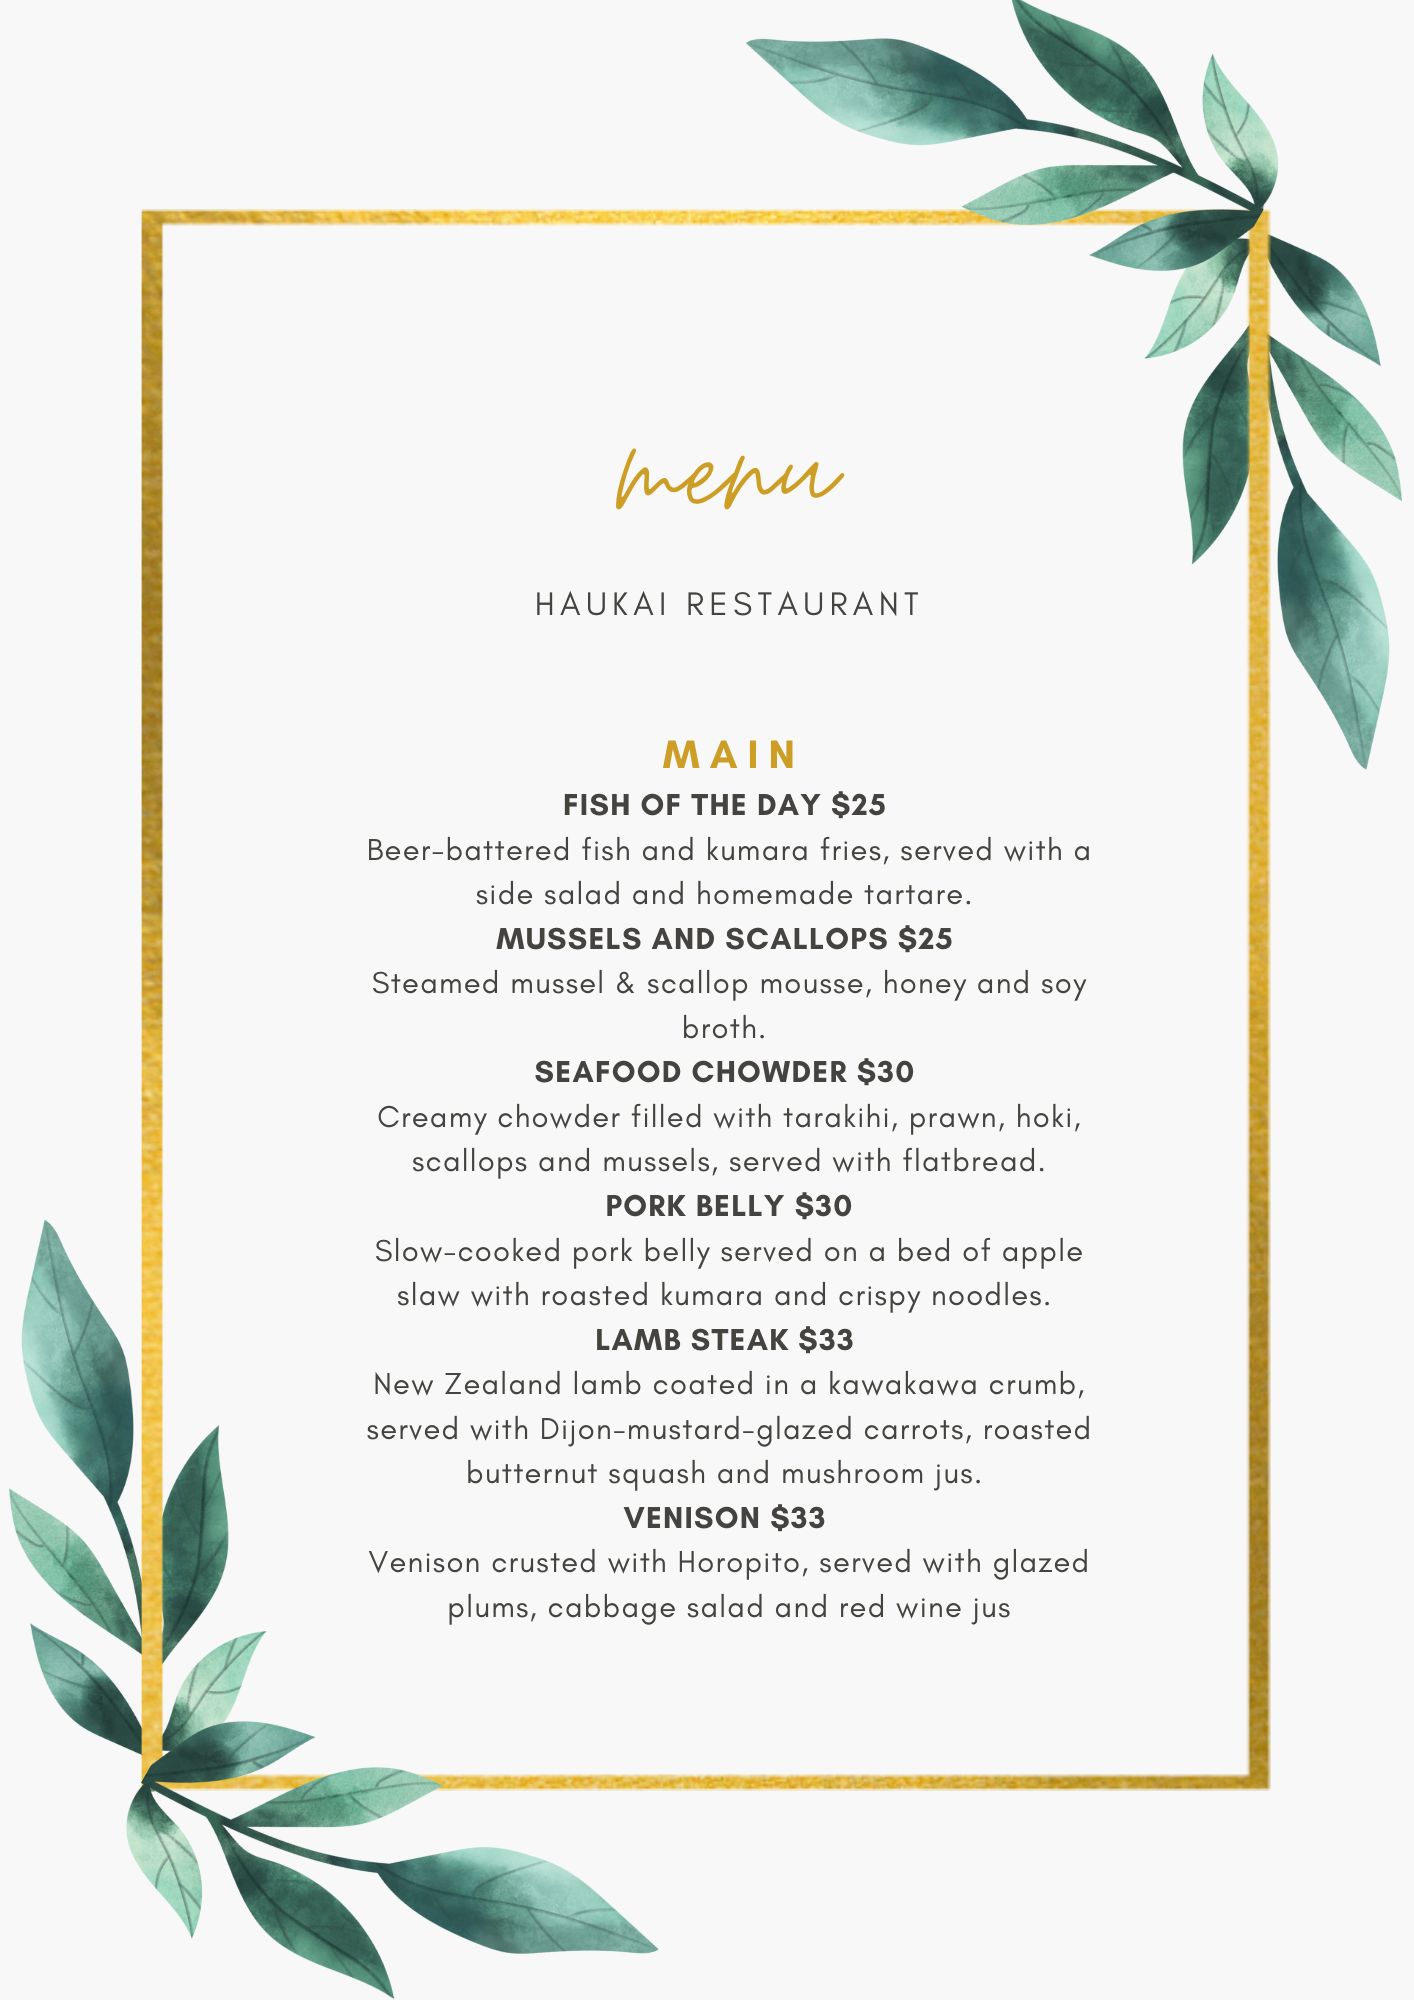 menu
HAUKAI RESTAURANT
MAIN
FISH OF THE DAY $25
Beer-battered fish and kumara fries, served with a
side salad and homemade tartare.
MUSSELS AND SCALLOPS $25
Steamed mussel & scallop mousse, honey and soy
broth.
SEAFOOD CHOWDER $30
Creamy chowder filled with tarakihi, prawn, hoki,
scallops and mussels, served with flatbread.
PORK BELLY $30
Slow-cooked pork belly served on a bed of apple
slaw with roasted kumara and crispy noodles.
LAMB STEAK $33
New Zealand lamb coated in a kawakawa crumb,
served with Dijon-mustard-glazed carrots, roasted
butternut squash and mushroom jus.
VENISON $33
Venison crusted with Horopito, served with glazed
plums, cabbage salad and red wine jus